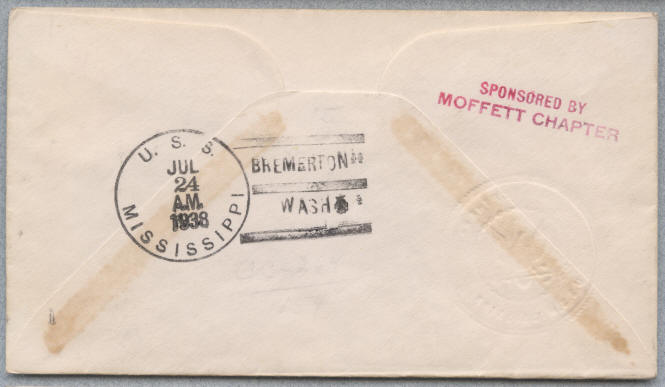 SPONSORED BY
MOFFETT CHAPTER
U. S. S.
JUL
24
A.M.
1938
MISSISSIPPI
BREMERTON
WASH